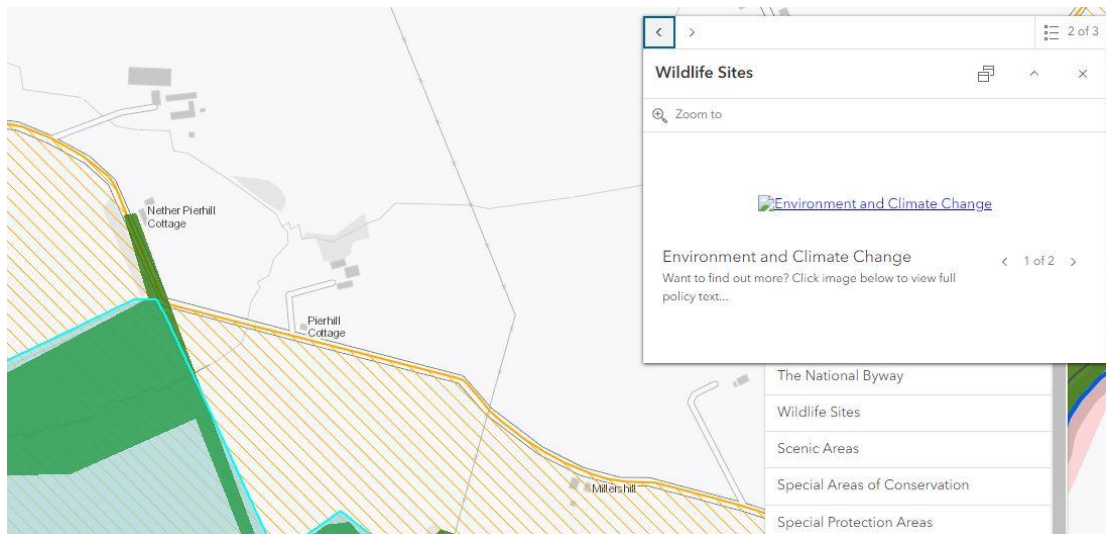 2 of 3
Wildlife Sites
Zoom to
Environment and Climate Change
Environment and Climate Change
1 of 2
Want to find out more? Click image below to view full
policy text...
Nether Pierhill
Cottage
Pierhill
Cottage
Millershill
The National Byway
Wildlife Sites
Scenic Areas
Special Areas of Conservation
Special Protection Areas